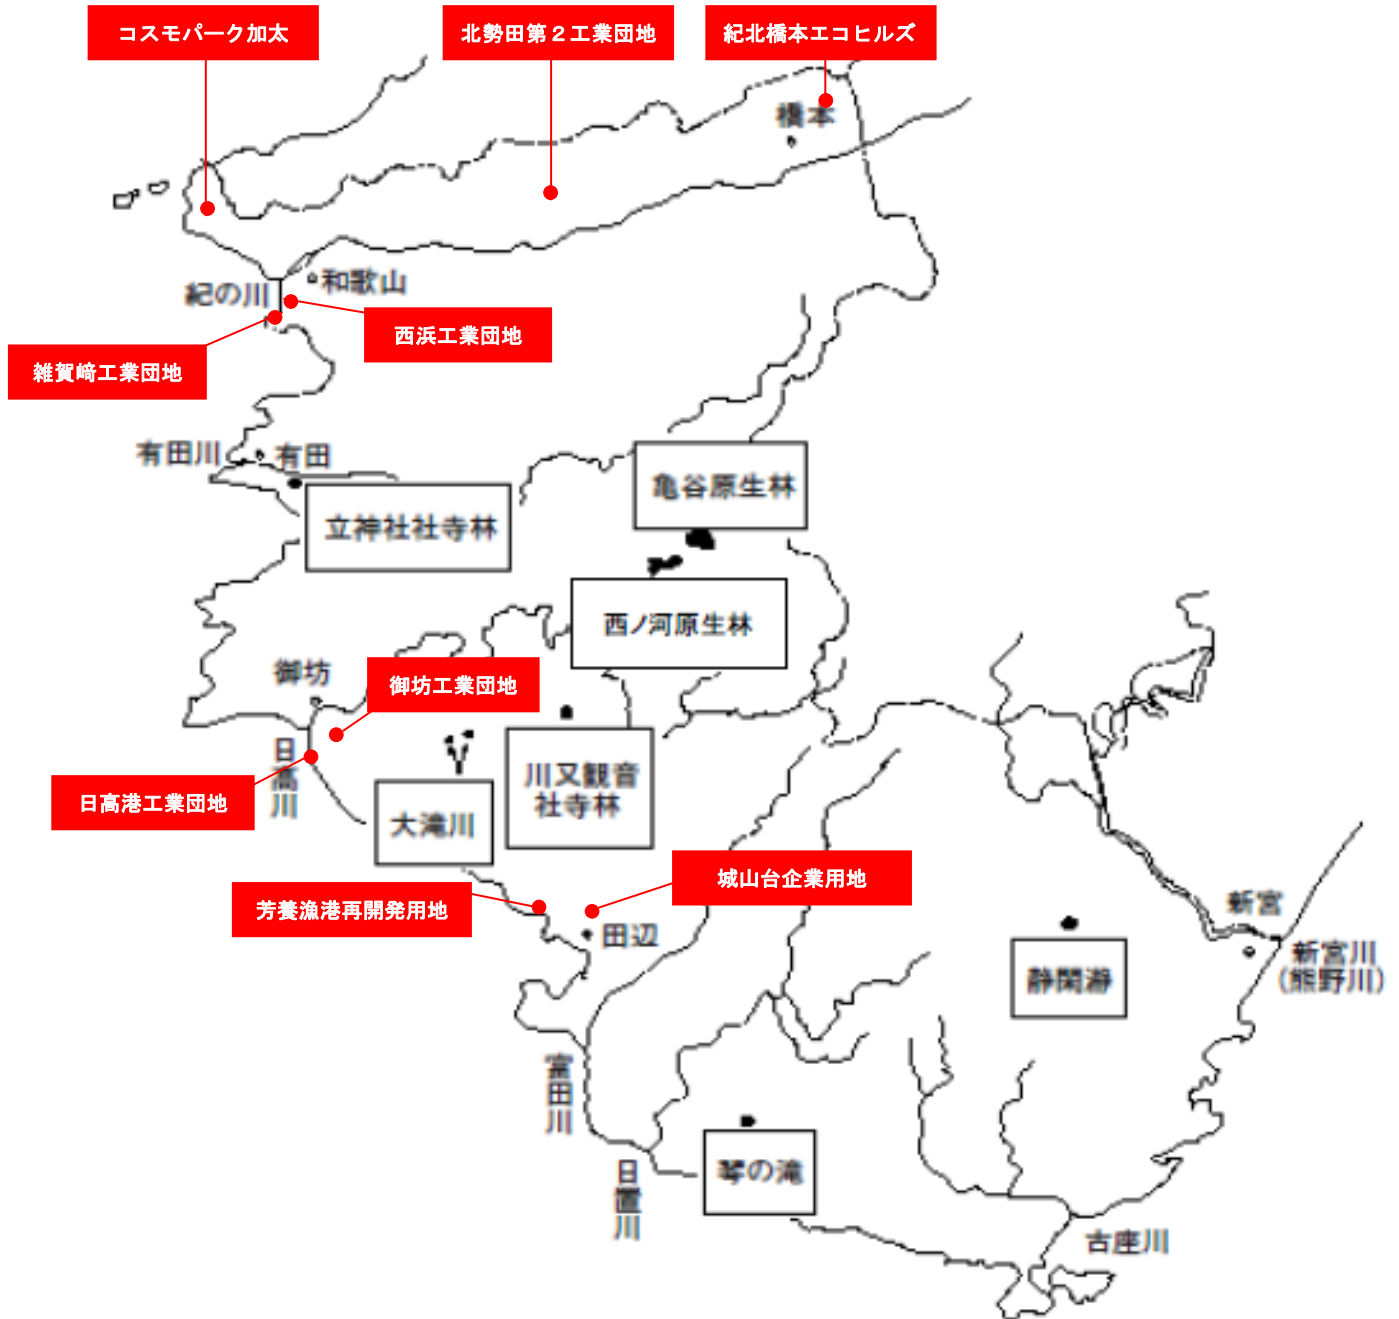 コスモパーク加太
北勢田第２工業団地
紀北橋本エコヒルズ
橋本
和歌山
紀の川
西浜工業団地
雑賀﨑工業団地
有田川
有田
亀谷原生林
立神社社寺林
西ノ河原生林
御坊
御坊工業団地
日高川
川又観音
社寺林
日高港工業団地
大滝川
城山台企業用地
芳養漁港再開発用地
田辺
新宮
新宮川
(熊野川)
静閑瀞
富田川
琴の滝
日置川
古座川